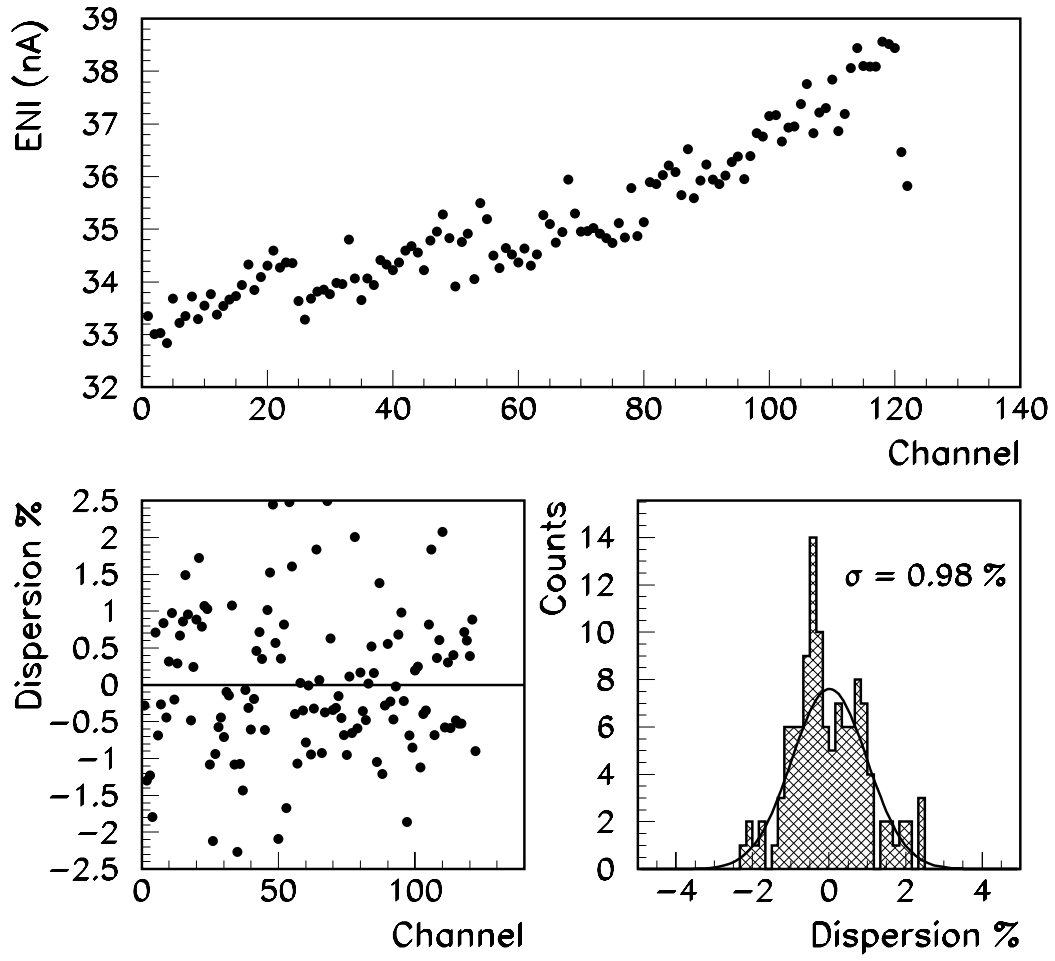 ENI (nA)
39
38
37
36
35
34
33
32
0 20 40 60 80 100 120 140
Channel
Dispersion %
2.5
2
1.5
1
0.5
0
−0.5
−1
−1.5
−2
−2.5
0 50 100
Channel
Counts
14
12
10
8
6
4
2
0
σ = 0.98 %
−4 −2 0 2 4
Dispersion %